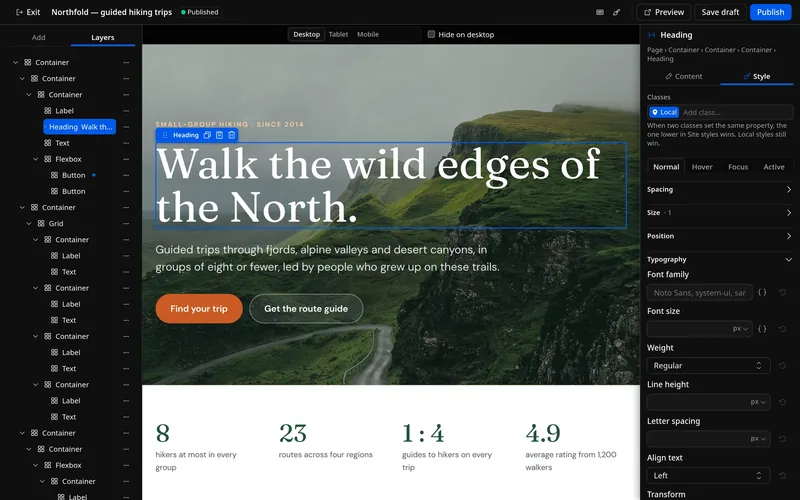 Exit
Northfold — guided hiking trips
Published
Preview
Save draft
Publish
Add
Layers
Container
Container
Container
Label
Heading Walk th...
Text
Flexbox
Button
Button
Container
Grid
Container
Label
Text
Container
Label
Text
Container
Label
Text
Container
Label
Text
Container
Container
Flexbox
Container
Label
Desktop
Tablet
Mobile
Hide on desktop
SMALL-GROUP HIKING · SINCE 2014
Heading
Walk the wild edges of
the North.
Guided trips through fjords, alpine valleys and desert canyons, in
groups of eight or fewer, led by people who grew up on these trails.
Find your trip
Get the route guide
8
hikers at most in every
group
23
routes across four regions
1:4
guides to hikers on every
trip
4.9
average rating from 1,200
walkers
Heading
Page › Container › Container › Container ›
Heading
Content
Style
Classes
Local
Add class...
When two classes set the same property, the
one lower in Site styles wins. Local styles still
win.
Normal
Hover
Focus
Active
Spacing
Size · 1
Position
Typography
Font family
Noto Sans, system-ui, sar
{ }
Font size
px
{ }
Weight
Regular
Line height
px
Letter spacing
px
Align text
Left
Transform